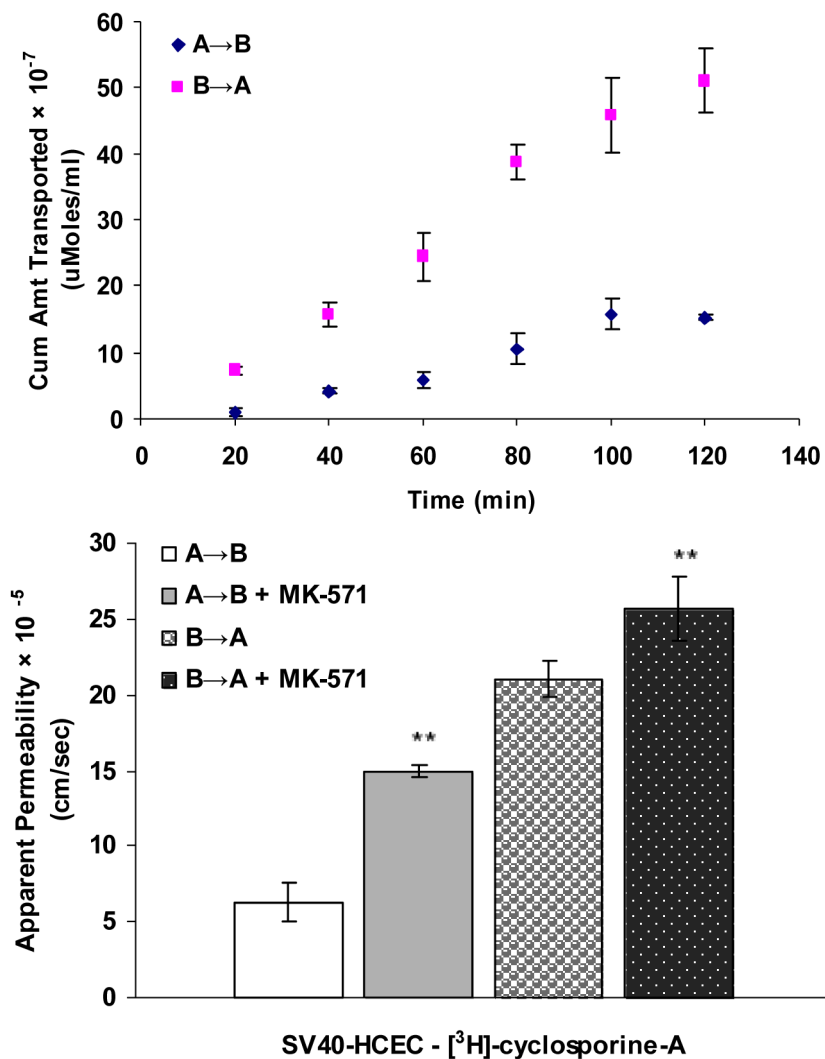 60
50
40
30
20
10
0
Cum Amt Transported × 10⁻⁷
(uMoles/ml)
A→B
B→A
0 20 40 60 80 100 120 140
Time (min)
30
25
20
15
10
5
0
Apparent Permeability × 10⁻⁵
(cm/sec)
A→B
A→B + MK-571
B→A
B→A + MK-571
**
**
SV40-HCEC - [³H]-cyclosporine-A